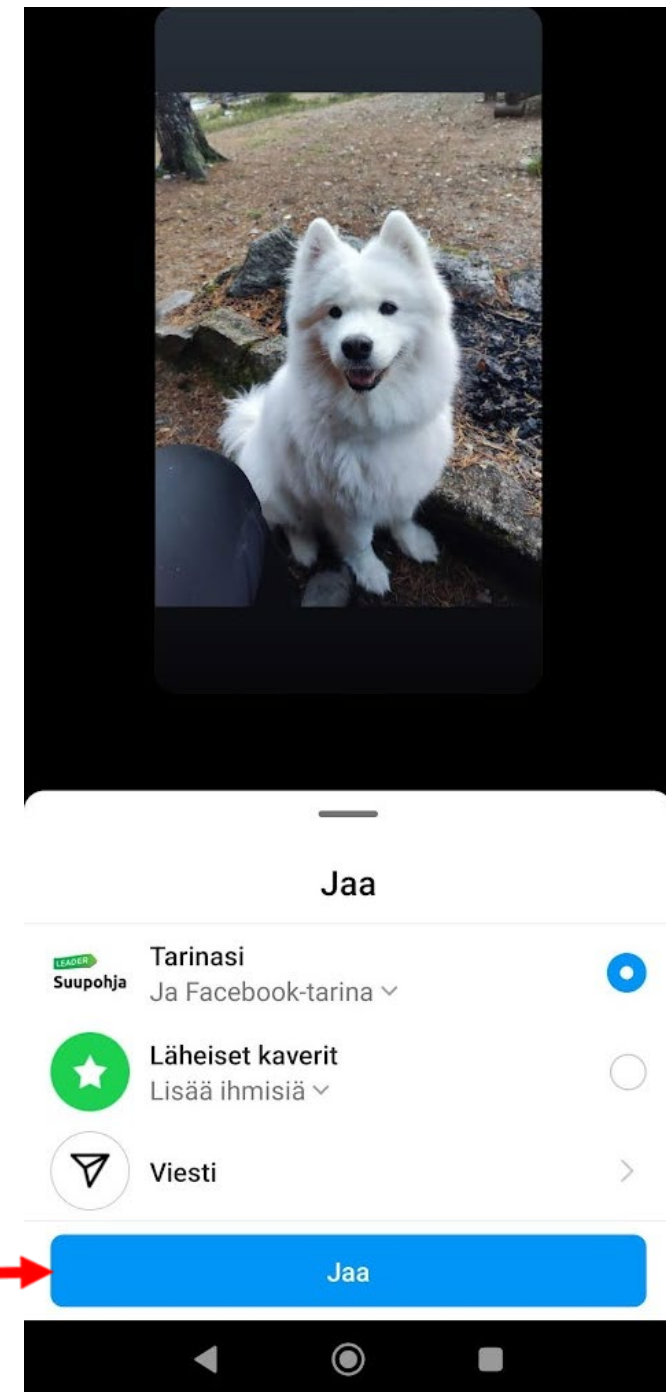 Jaa
LEADER
Suupohja
Tarinasi
Ja Facebook-tarina
Läheiset kaverit
Lisää ihmisiä
Viesti
Jaa